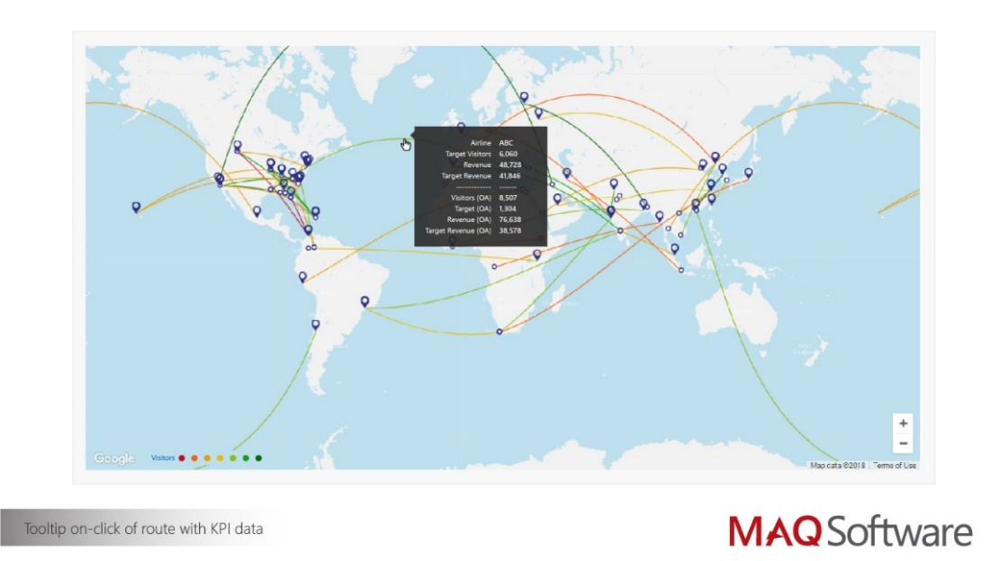 Airline ABC
Target Visitors 6,060
Revenue 48,728
Target Revenue 41,846
------------ ------
Visitors (OA) 8,507
Target (OA) 1,304
Revenue (OA) 76,638
Target Revenue (OA) 38,578
+
−
Google
Visitors
Map data ©2018
Terms of Use
Tooltip on-click of route with KPI data
MAQ Software